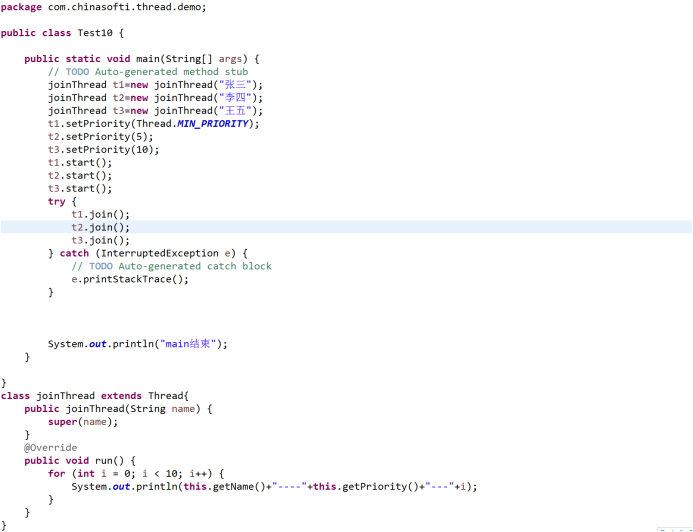 package com.chinasofti.thread.demo;
public class Test10 {
public static void main(String[] args) {
// TODO Auto-generated method stub
joinThread t1=new joinThread("张三");
joinThread t2=new joinThread("李四");
joinThread t3=new joinThread("王五");
t1.setPriority(Thread.MIN_PRIORITY);
t2.setPriority(5);
t3.setPriority(10);
t1.start();
t2.start();
t3.start();
try {
t1.join();
t2.join();
t3.join();
} catch (InterruptedException e) {
// TODO Auto-generated catch block
e.printStackTrace();
}
System.out.println("main结束");
}
}
class joinThread extends Thread{
public joinThread(String name) {
super(name);
}
@Override
public void run() {
for (int i = 0; i < 10; i++) {
System.out.println(this.getName()+"----"+this.getPriority()+"---"+i);
}
}
}